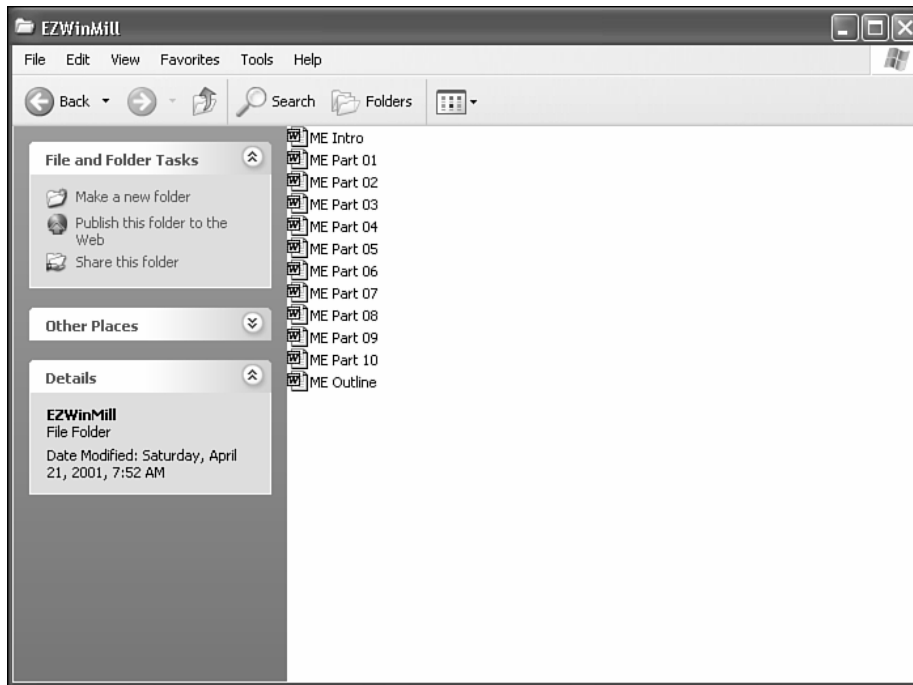 EZWinMill
File Edit View Favorites Tools Help
Back Search Folders
File and Folder Tasks
Make a new folder
Publish this folder to the
Web
Share this folder
Other Places
Details
EZWinMill
File Folder
Date Modified: Saturday, April
21, 2001, 7:52 AM
ME Intro
ME Part 01
ME Part 02
ME Part 03
ME Part 04
ME Part 05
ME Part 06
ME Part 07
ME Part 08
ME Part 09
ME Part 10
ME Outline